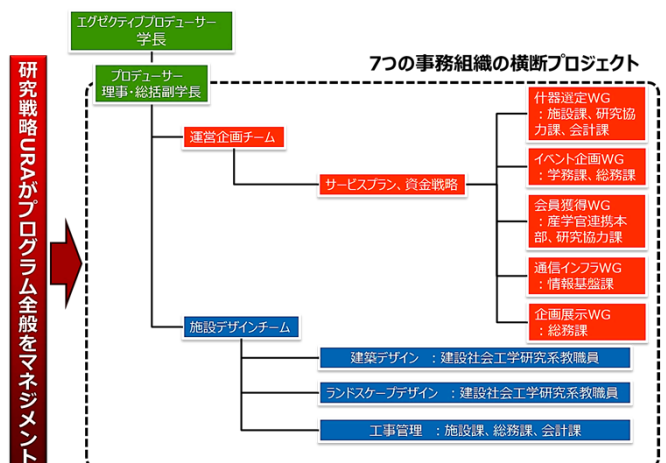 エグゼクティブプロデューサー
学長
プロデューサー
理事・総括副学長
7つの事務組織の横断プロジェクト
研究戦略URAがプログラム全般をマネジメント
運営企画チーム
サービスプラン、資金戦略
什器選定WG
：施設課、研究協
力課、会計課
イベント企画WG
：学務課、総務課
会員獲得WG
：産学官連携本
部、研究協力課
通信インフラWG
：情報基盤課
企画展示WG
：総務課
施設デザインチーム
建築デザイン ：建設社会工学研究系教職員
ランドスケープデザイン ：建設社会工学研究系教職員
工事管理 ：施設課、総務課、会計課